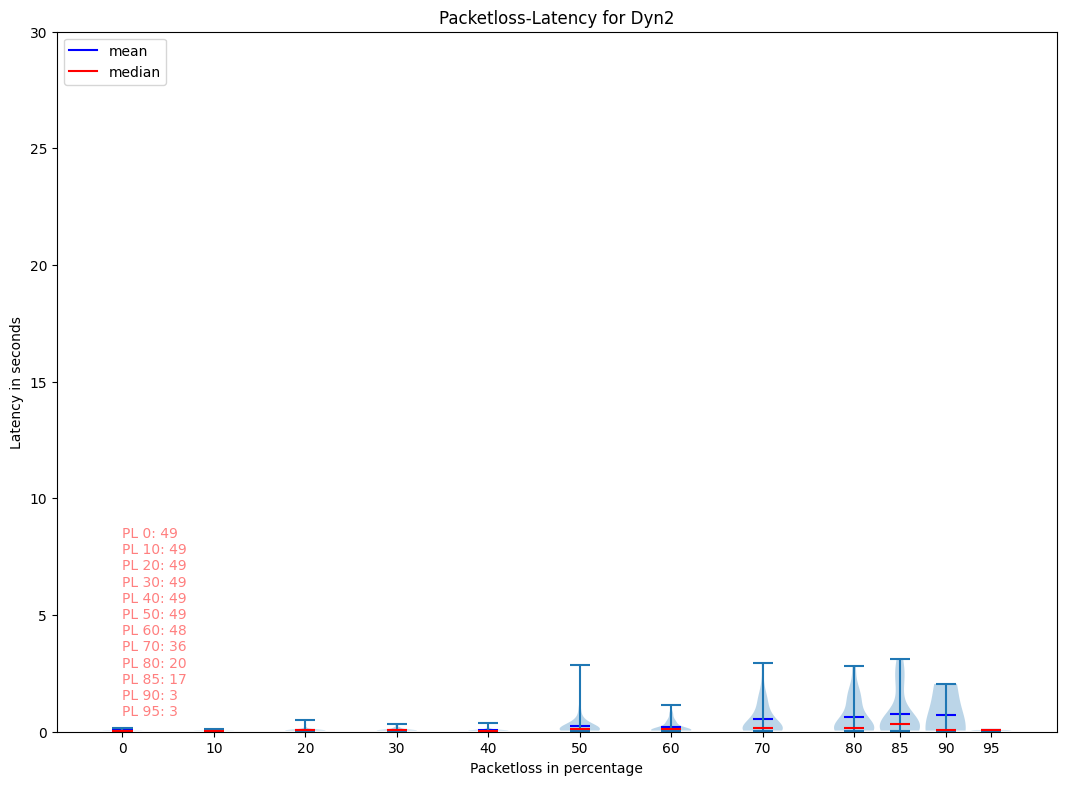 Packetloss-Latency for Dyn2
mean
median
30
25
20
15
10
5
0
Latency in seconds
PL 0: 49
PL 10: 49
PL 20: 49
PL 30: 49
PL 40: 49
PL 50: 49
PL 60: 48
PL 70: 36
PL 80: 20
PL 85: 17
PL 90: 3
PL 95: 3
0 10 20 30 40 50 60 70 80 85 90 95
Packetloss in percentage